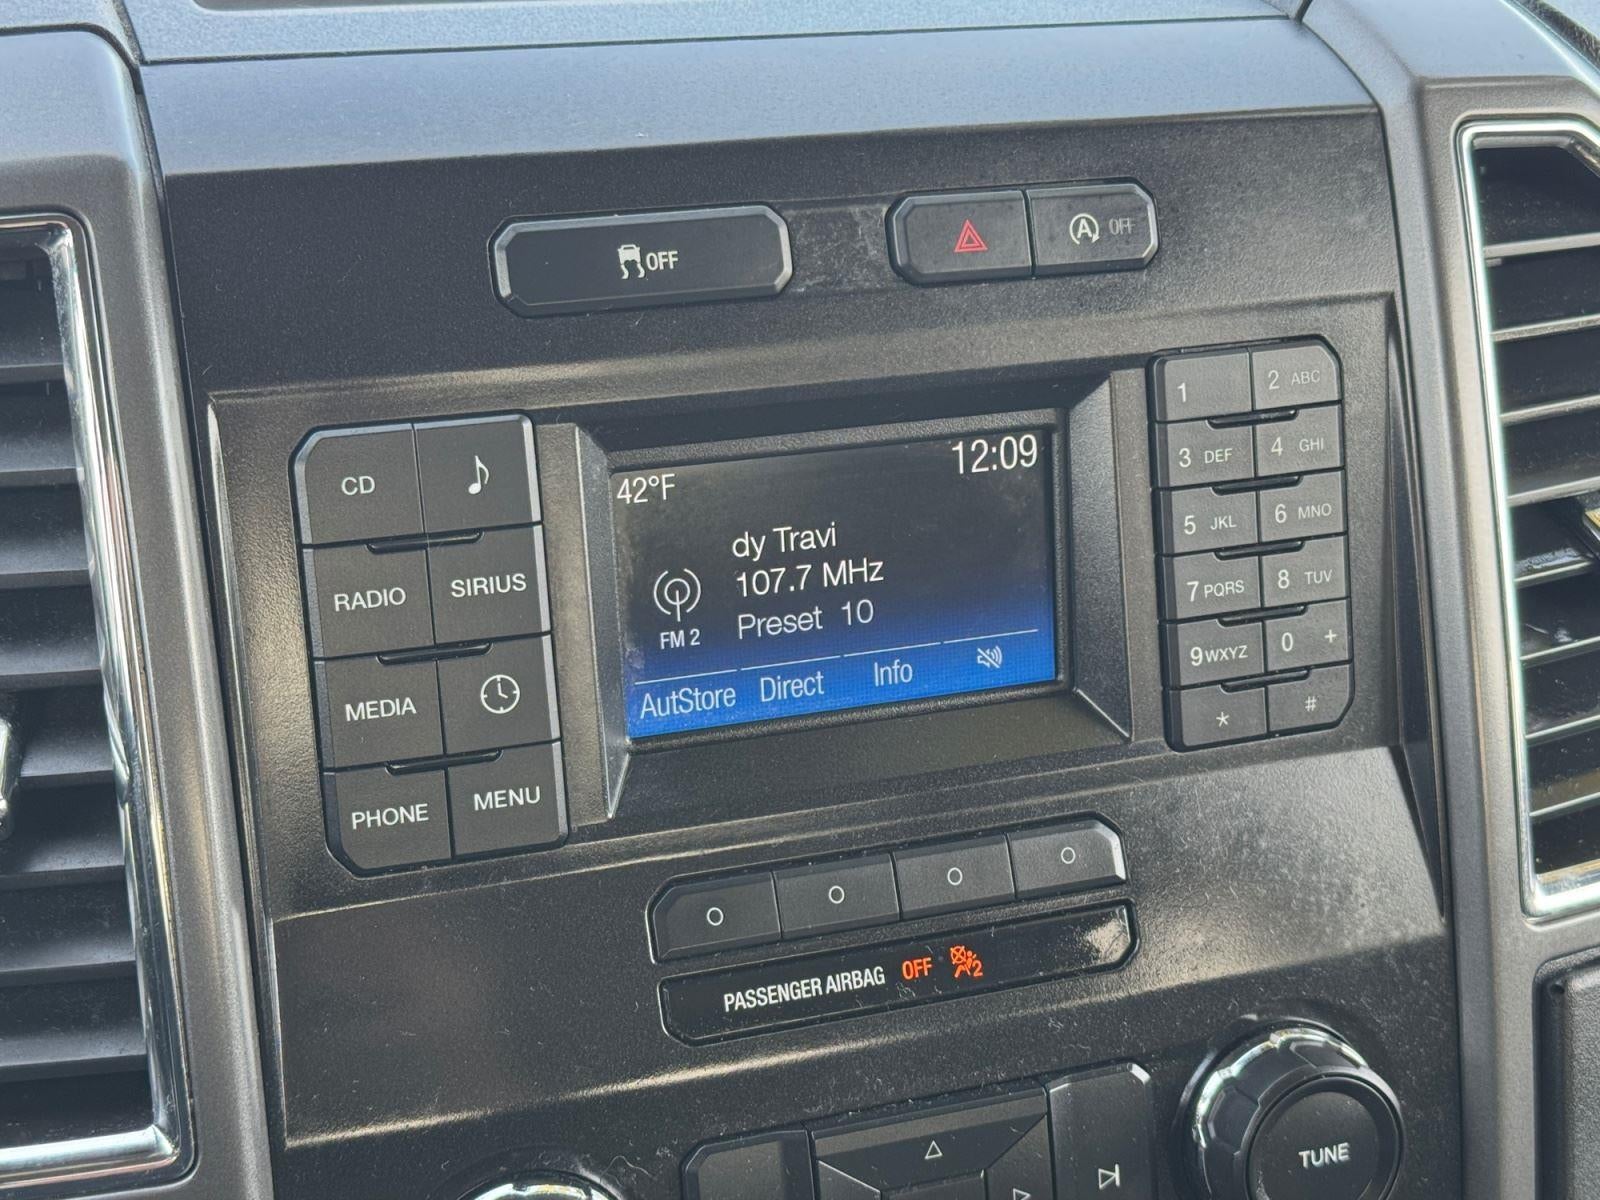 OFF
A OFF
CD
RADIO
SIRIUS
MEDIA
PHONE
MENU
42°F
12:09
dy Travi
107.7 MHz
FM 2
Preset 10
AutStore Direct Info
1
2 ABC
3 DEF
4 GHI
5 JKL
6 MNO
7 PQRS
8 TUV
9 WXYZ
0 +
*
#
PASSENGER AIRBAG OFF 2
TUNE